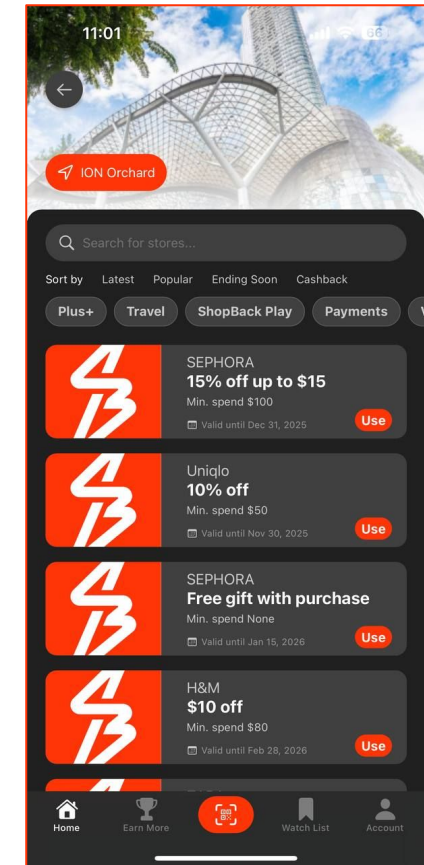 11:01
66
ION Orchard
Search for stores...
Sort by Latest Popular Ending Soon Cashback
Plus+ Travel ShopBack Play Payments
SEPHORA
15% off up to $15
Min. spend $100
Valid until Dec 31, 2025
Use
Uniqlo
10% off
Min. spend $50
Valid until Nov 30, 2025
Use
SEPHORA
Free gift with purchase
Min. spend None
Valid until Jan 15, 2026
Use
H&M
$10 off
Min. spend $80
Valid until Feb 28, 2026
Use
Home Earn More Watch List Account